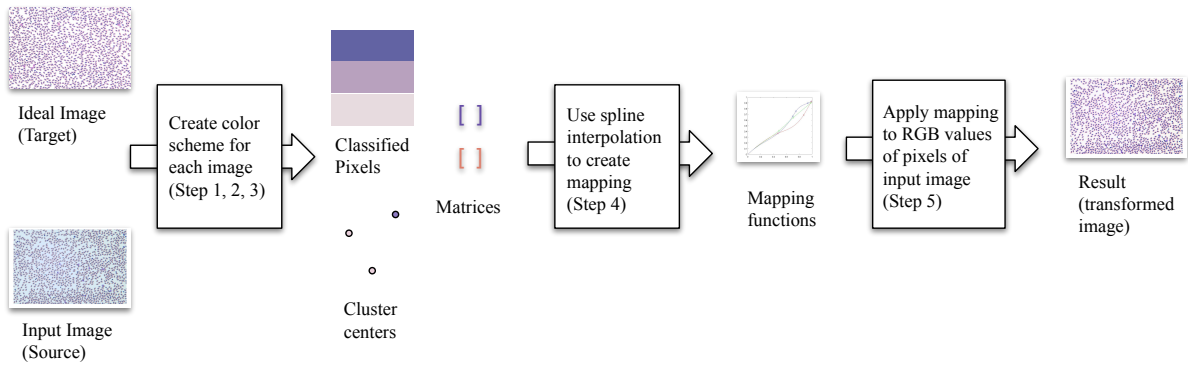 Ideal Image
(Target)
Input Image
(Source)
Create color
scheme for
each image
(Step 1, 2, 3)
Classified
Pixels
Cluster
centers
[ ]
[ ]
Matrices
Use spline
interpolation
to create
mapping
(Step 4)
Mapping
functions
Apply mapping
to RGB values
of pixels of
input image
(Step 5)
Result
(transformed
image)